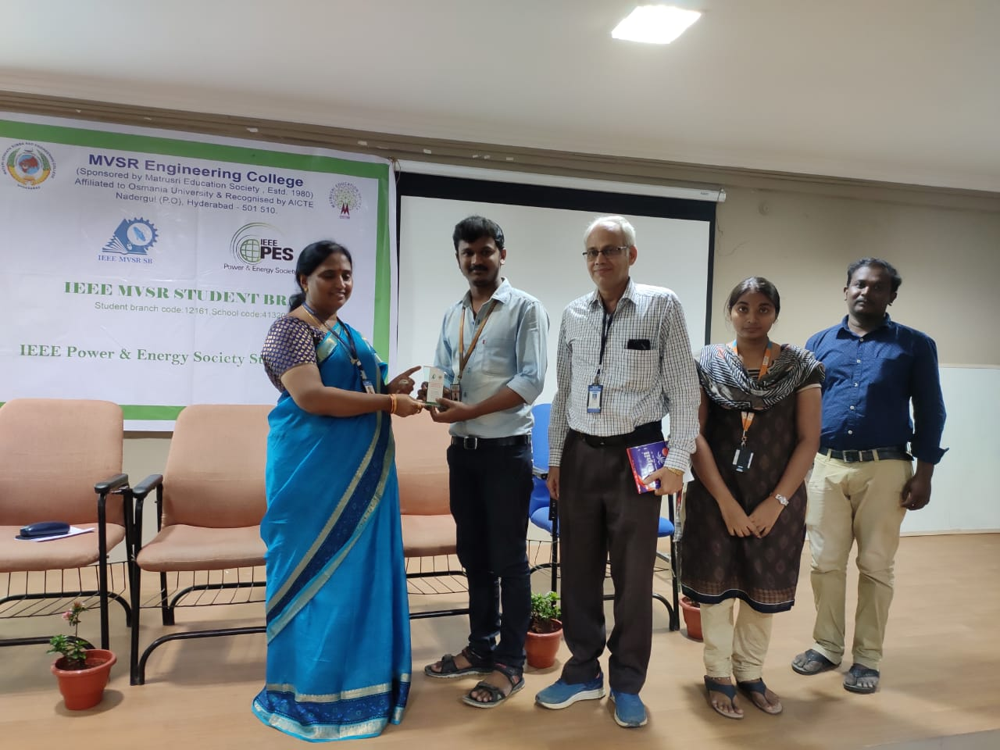 MVSR Engineering College
(Sponsored by Matrusri Education Society , Estd. 1980)
Affiliated to Osmania University & Recognised by AICTE
Nadergul (P.O), Hyderabad - 501 510.
IEEE MVSR SB
IEEE
PES
Power & Energy Society
IEEE MVSR STUDENT BR
Student branch code:12161,School code:41320
IEEE Power & Energy Society